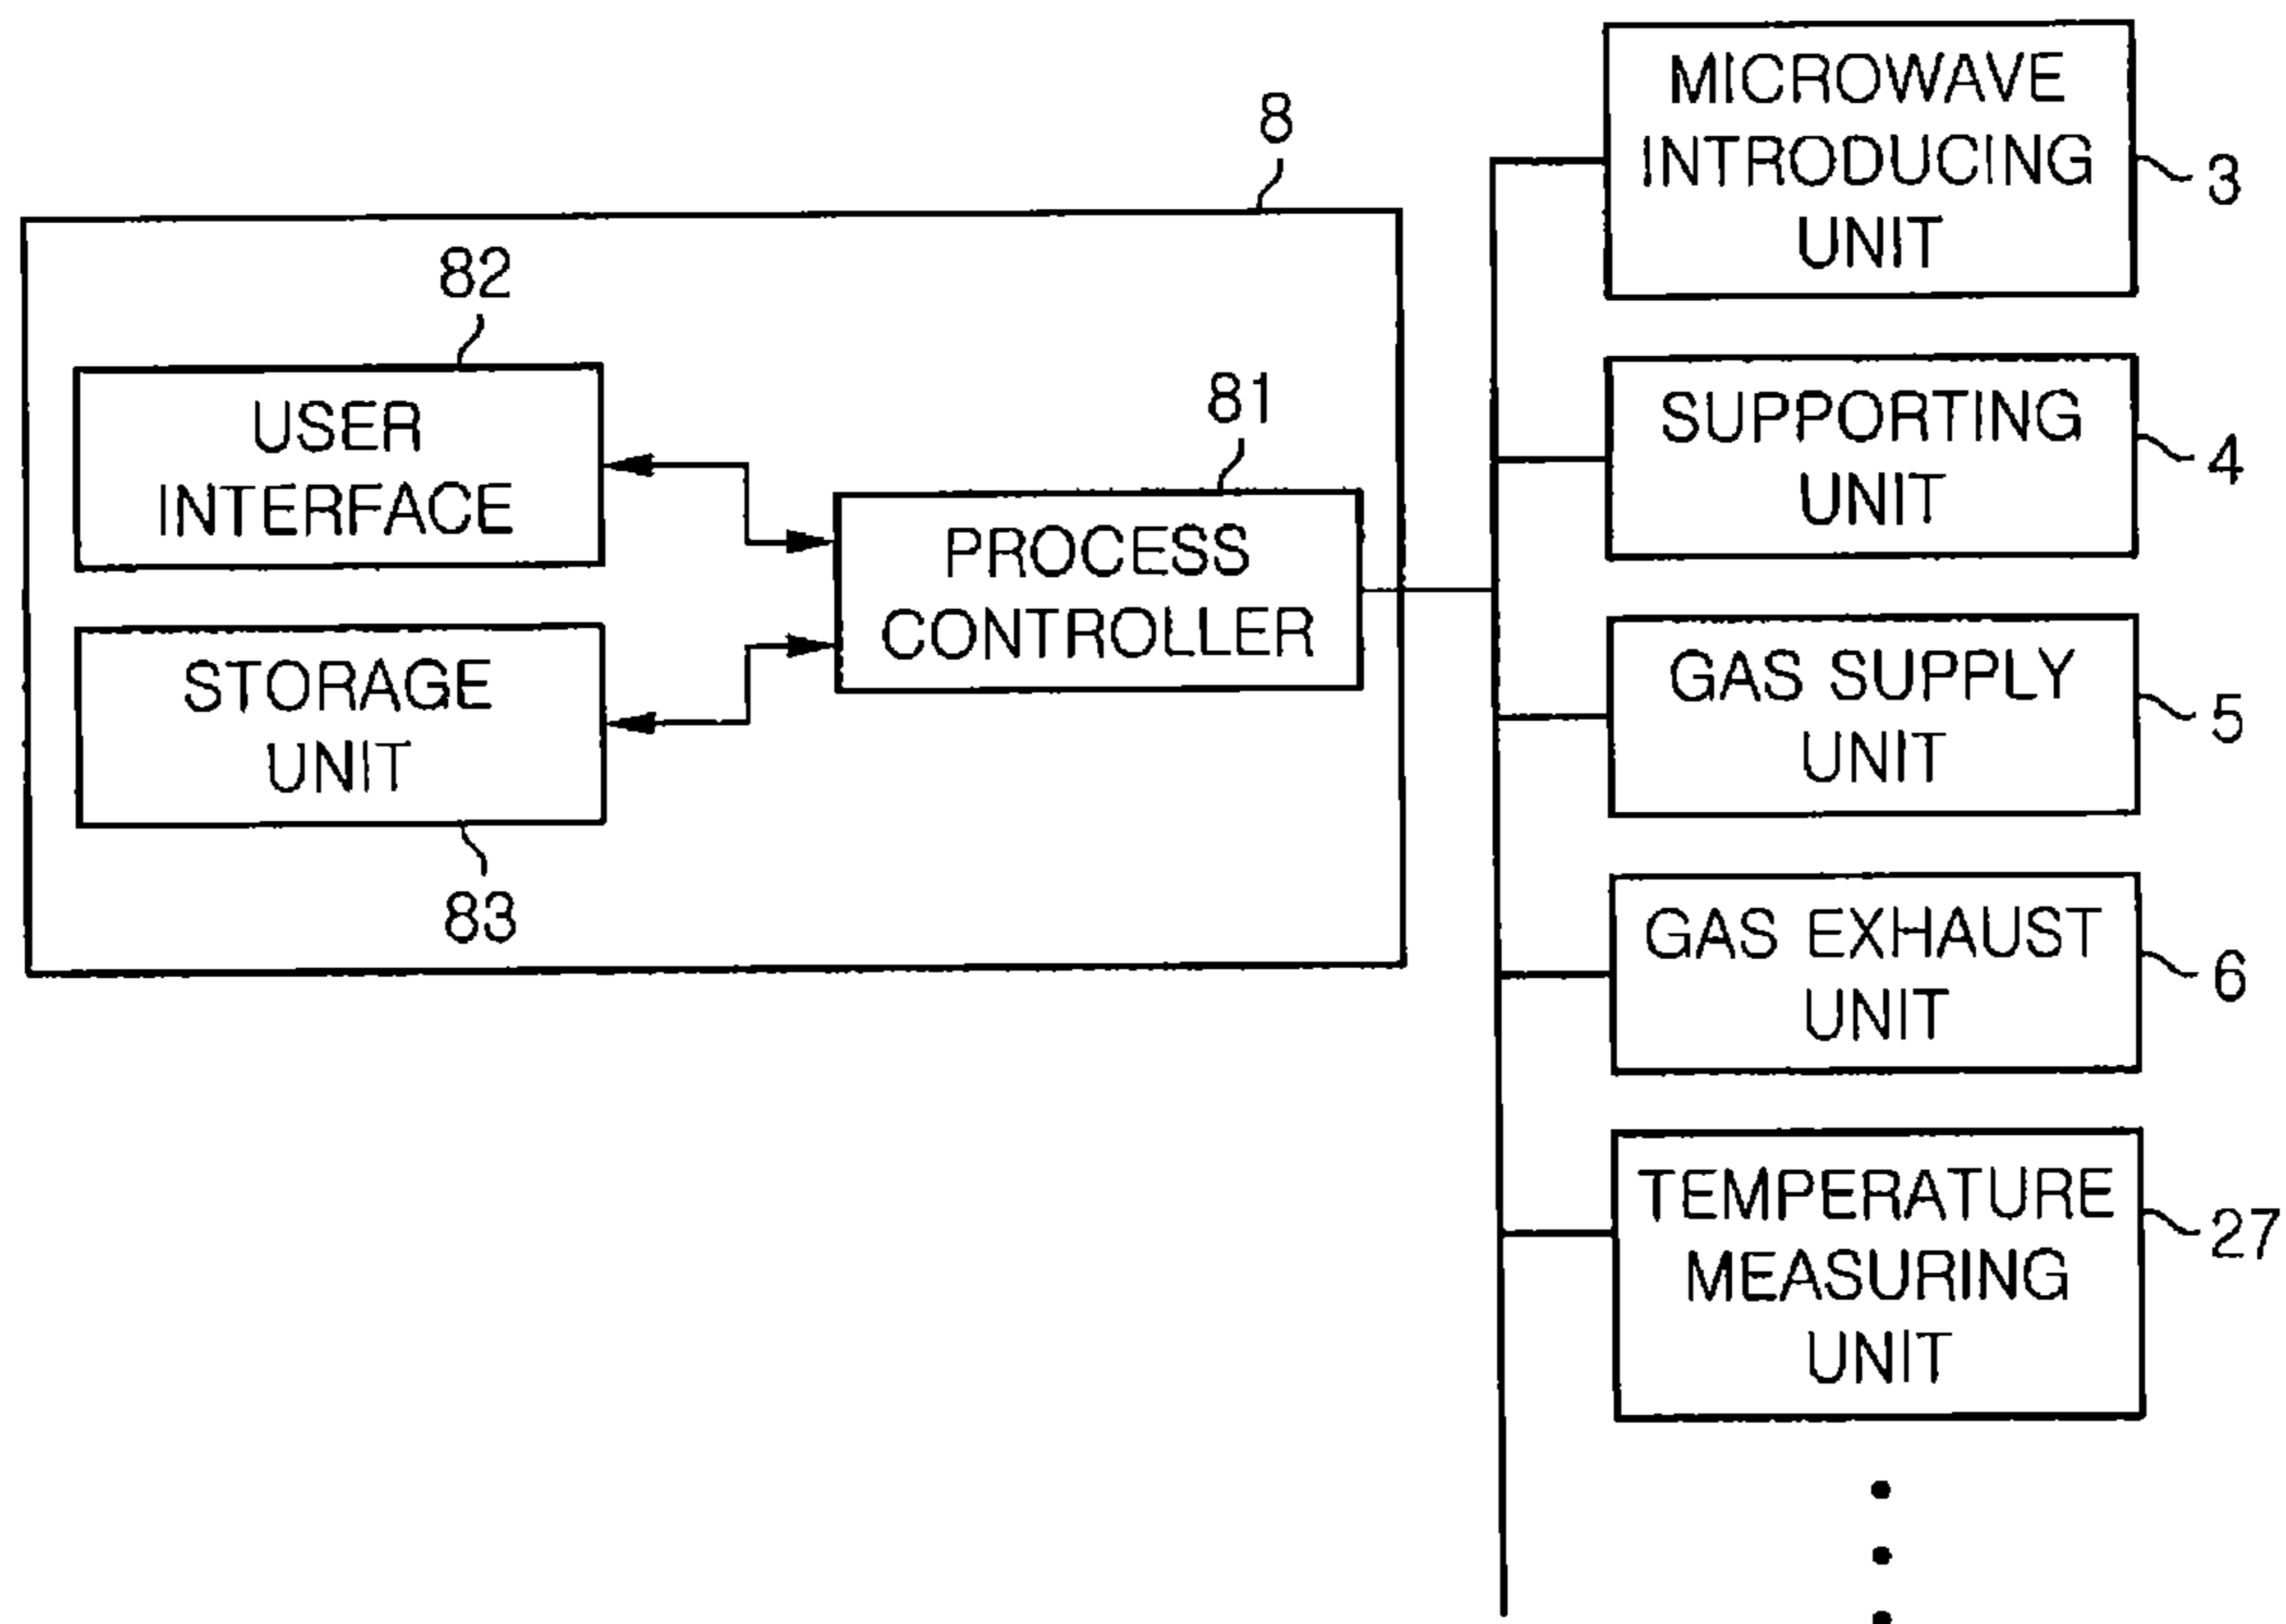 8
82
USER
INTERFACE
81
PROCESS
CONTROLLER
STORAGE
UNIT
83
MICROWAVE
INTRODUCING
UNIT
3
SUPPORTING
UNIT
4
GAS SUPPLY
UNIT
5
GAS EXHAUST
UNIT
6
TEMPERATURE
MEASURING
UNIT
27